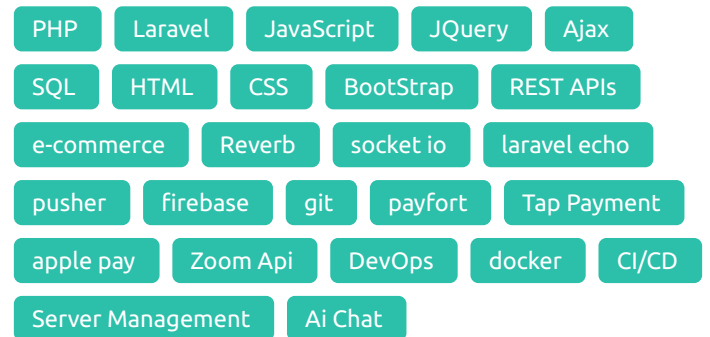 PHP Laravel JavaScript JQuery Ajax
SQL HTML CSS BootStrap REST APIs
e-commerce Reverb socket io laravel echo
pusher firebase git payfort Tap Payment
apple pay Zoom Api DevOps docker CI/CD
Server Management Ai Chat